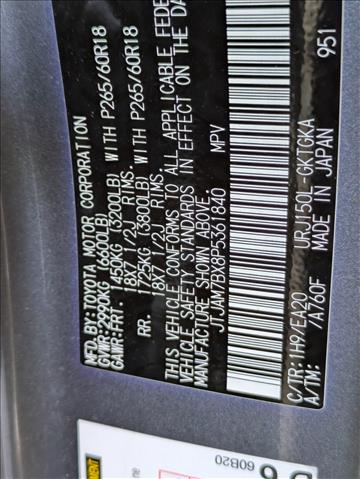 MFD. BY: TOYOTA MOTOR CORPORATION
GVWR: 2990KG (6600LB)
GAWR: FRT. 1450KG (3200LB) WITH P265/60R18
18X7 1/2J RIMS,
RR. 1725KG (3800LB) WITH P265/60R18
18X7 1/2J RIMS.
THIS VEHICLE CONFORMS TO ALL APPLICABLE FEDE
VEHICLE SAFETY STANDARDS IN EFFECT ON THE DA
TURED ABOVE.
JTJAM7BX8P5361840 MPV
C/TR: 1H9/EA20 URJ150L-GKTGKA
A/TM: /A760F MADE IN JAPAN 951
60B20